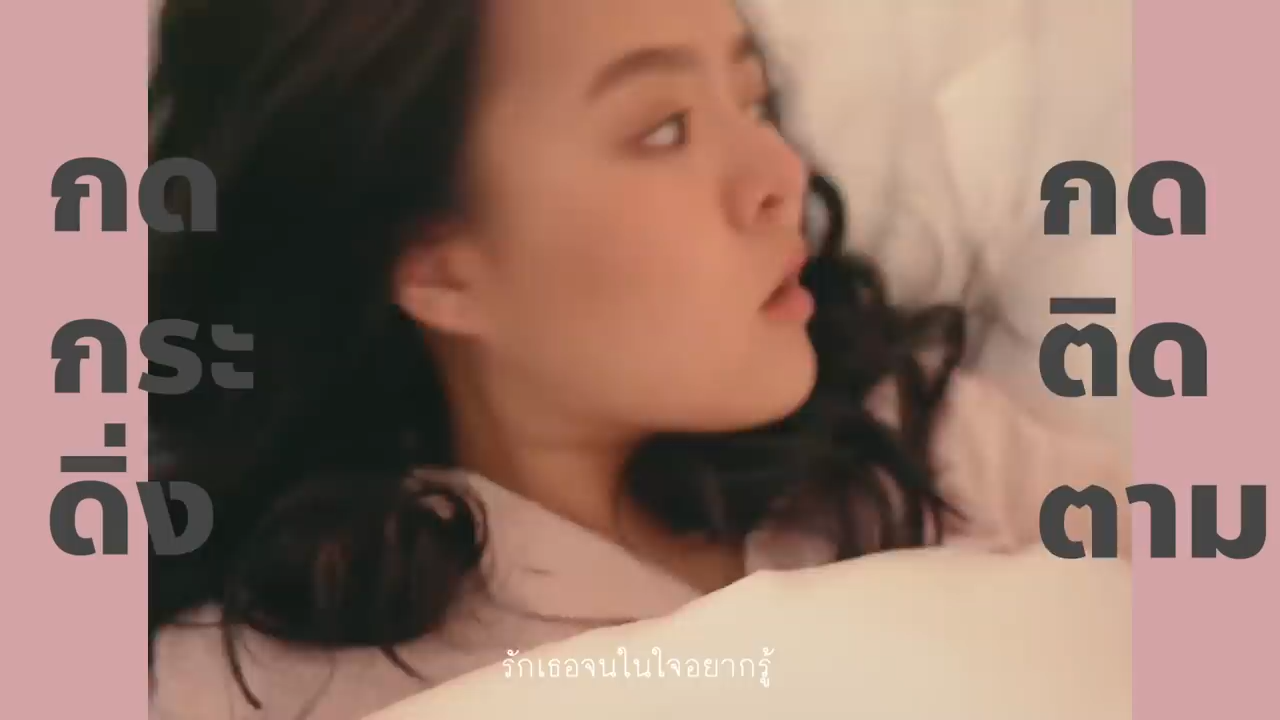 กด
กระ
ดิ่ง
กด
ติด
ตาม
รักเธอจนในใจอยากรู้